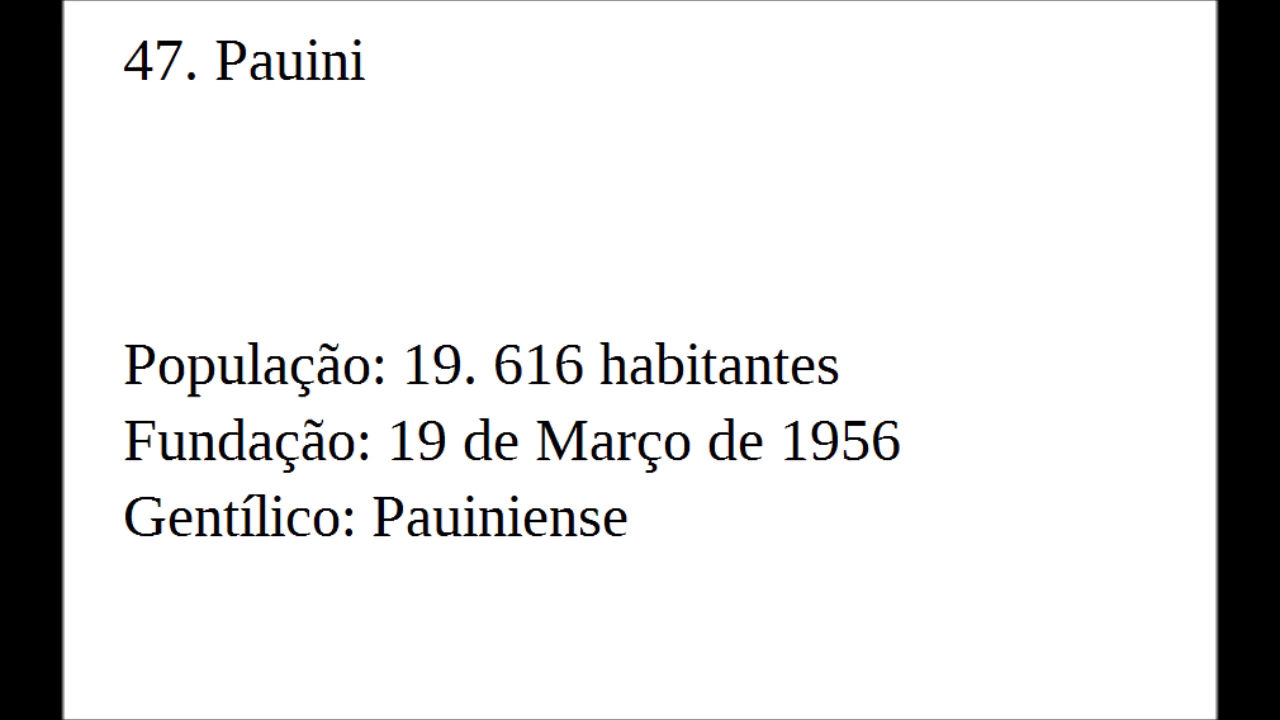 47. Pauini
População: 19. 616 habitantes
Fundação: 19 de Março de 1956
Gentílico: Pauiniense